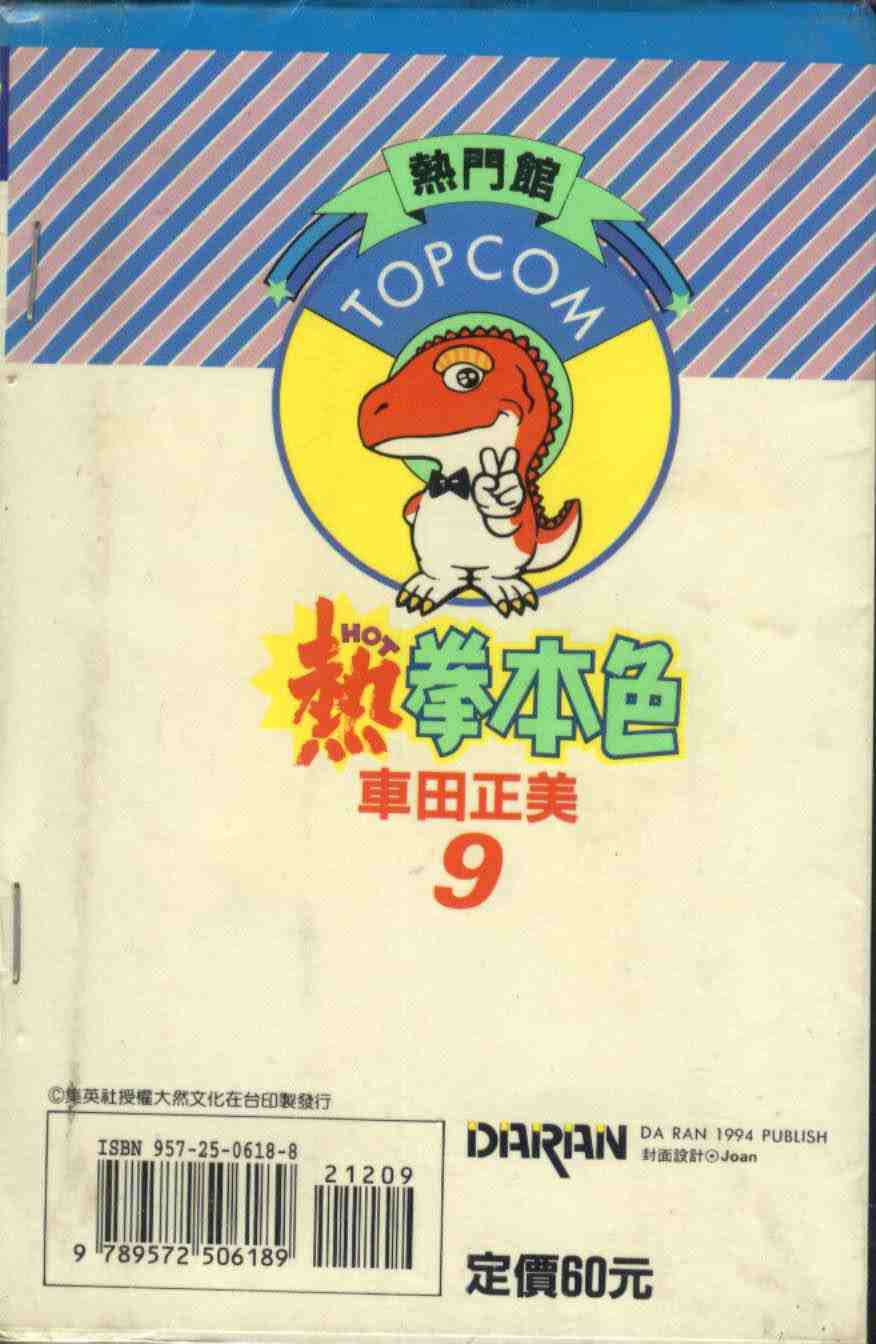 熱門館
TOPCOM
HOT
熱拳本色
車田正美
9
©集英社授權大然文化在台印製發行
ISBN 957-25-0618-8
21209
9 789572 506189
DARAN
DA RAN 1994 PUBLISH
封面設計⊙Joan
定價60元